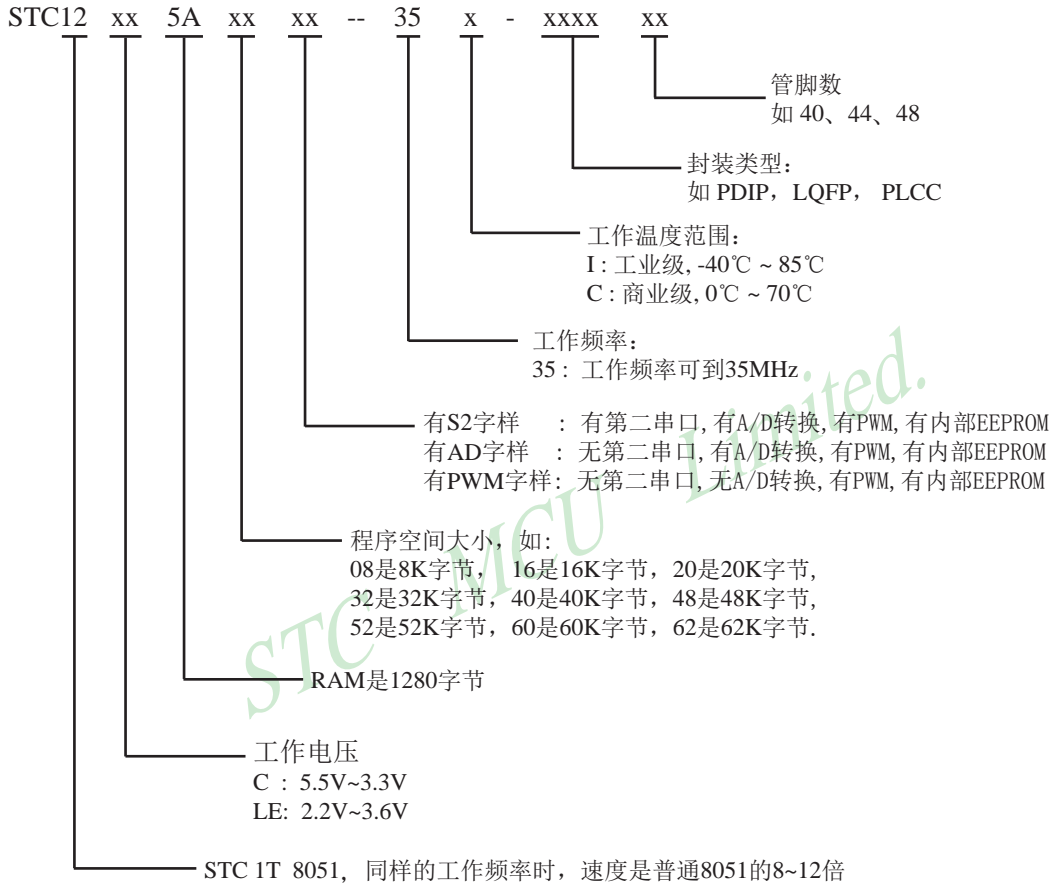 STC12 xx 5A xx xx -- 35 x - xxxx xx
管脚数
如 40、44、48
封装类型：
如 PDIP，LQFP， PLCC
工作温度范围：
I : 工业级, -40℃ ~ 85℃
C : 商业级, 0℃ ~ 70℃
工作频率：
35 : 工作频率可到35MHz
有S2字样 : 有第二串口, 有A/D转换, 有PWM, 有内部EEPROM
有AD字样 : 无第二串口, 有A/D转换, 有PWM, 有内部EEPROM
有PWM字样: 无第二串口, 无A/D转换, 有PWM, 有内部EEPROM
程序空间大小，如:
08是8K字节， 16是16K字节，20是20K字节,
32是32K字节，40是40K字节，48是48K字节,
52是52K字节，60是60K字节，62是62K字节.
RAM是1280字节
工作电压
C : 5.5V~3.3V
LE: 2.2V~3.6V
STC 1T 8051, 同样的工作频率时，速度是普通8051的8~12倍
STC MCU Limited.